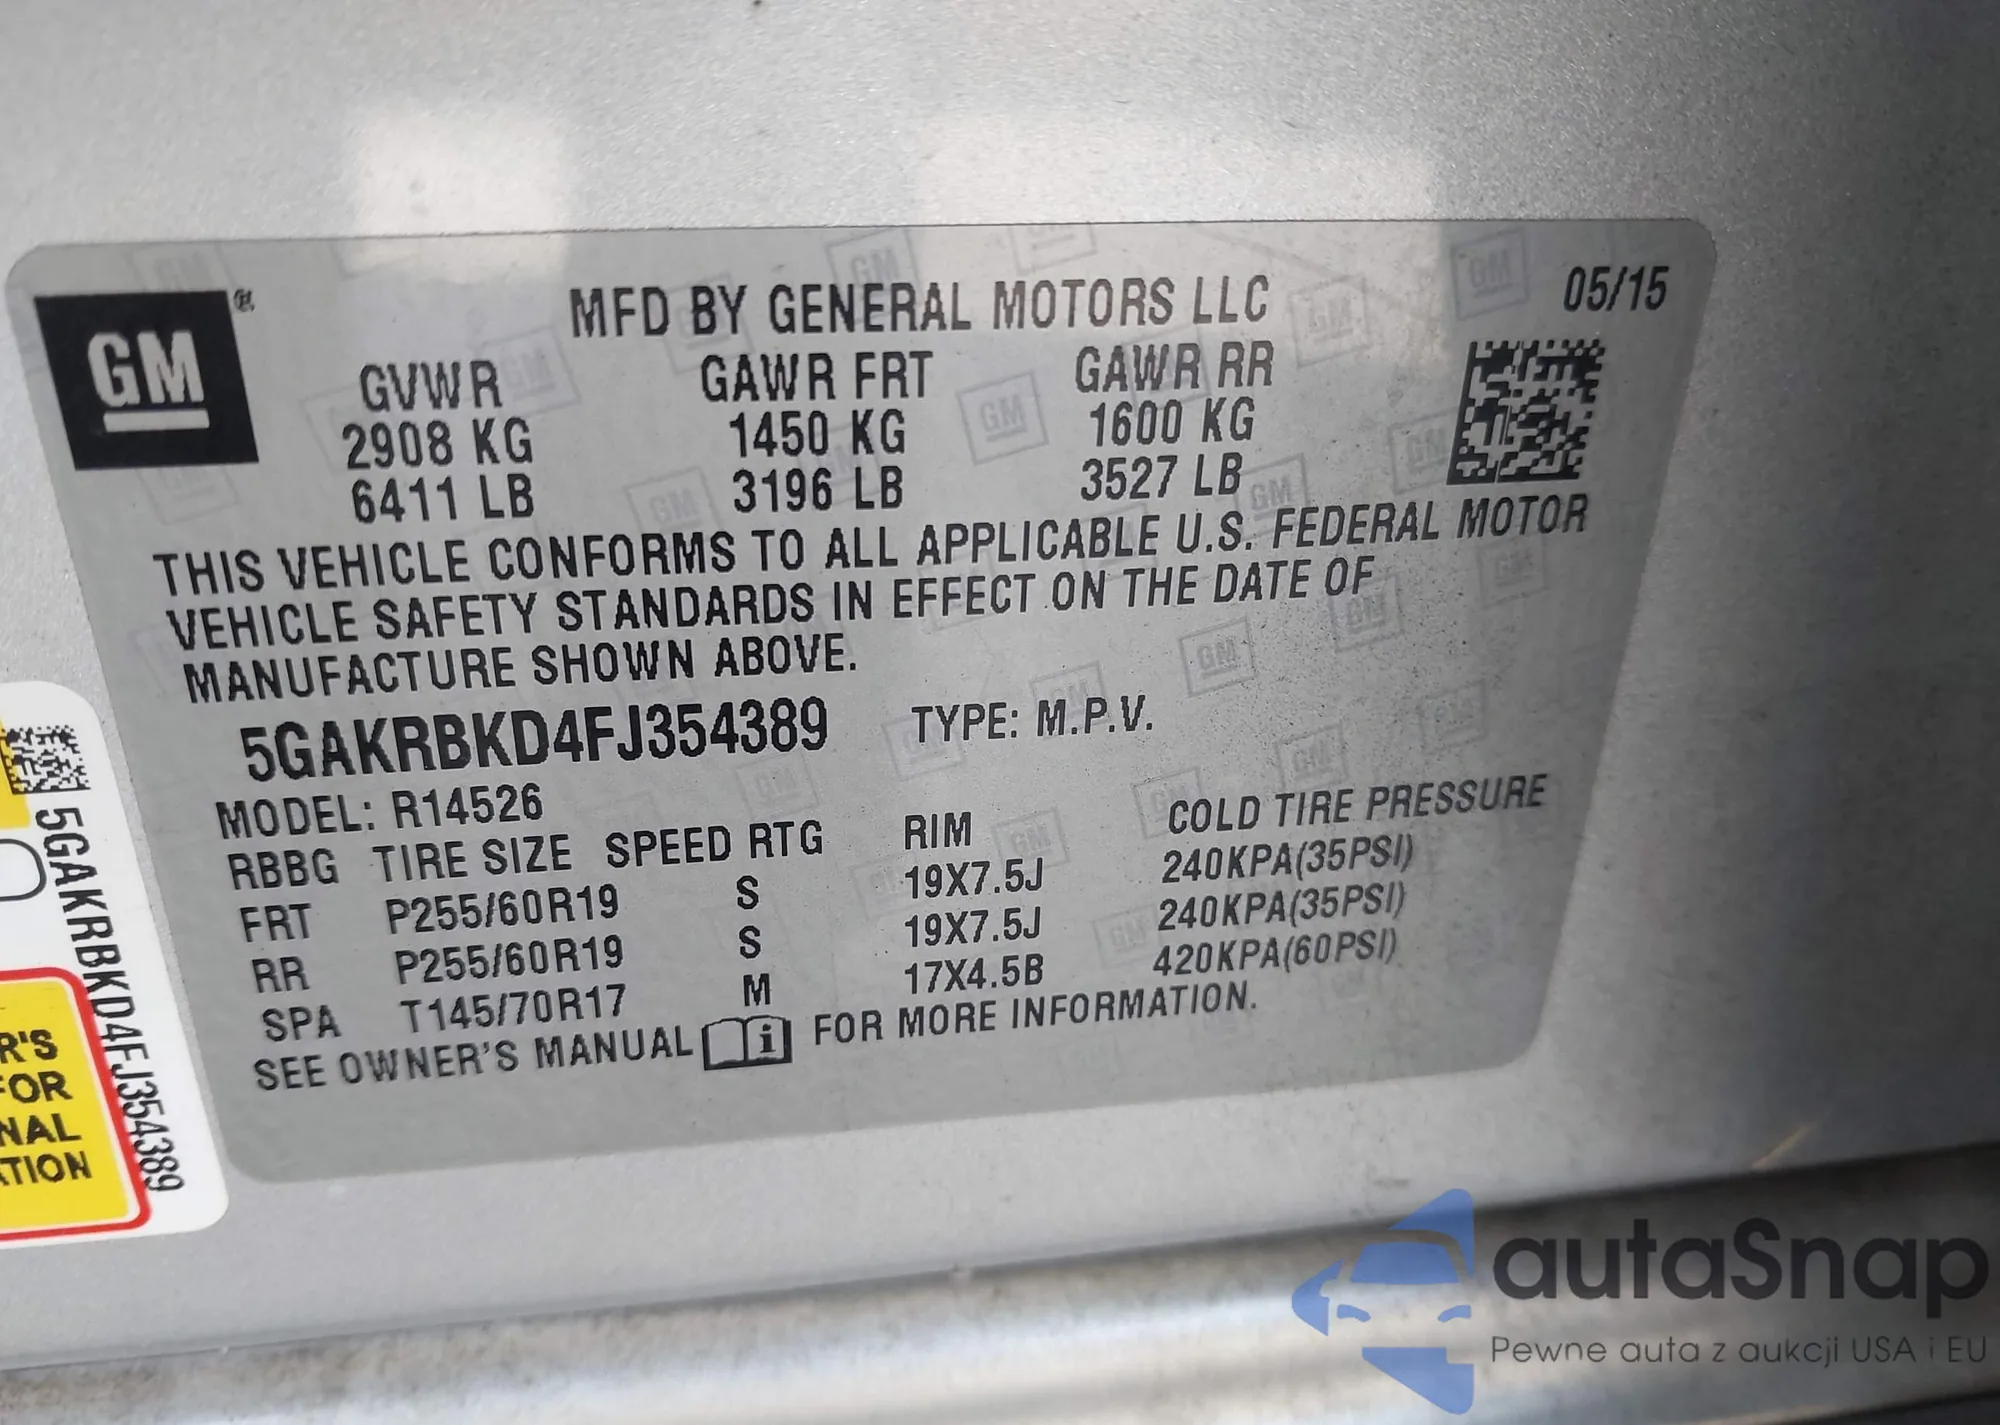 GM
®
MFD BY GENERAL MOTORS LLC
05/15
GVWR GAWR FRT GAWR RR
2908 KG 1450 KG 1600 KG
6411 LB 3196 LB 3527 LB
THIS VEHICLE CONFORMS TO ALL APPLICABLE U.S. FEDERAL MOTOR
VEHICLE SAFETY STANDARDS IN EFFECT ON THE DATE OF
MANUFACTURE SHOWN ABOVE.
5GAKRBKD4FJ354389 TYPE: M.P.V.
MODEL: R14526
RBBG TIRE SIZE SPEED RTG RIM COLD TIRE PRESSURE
FRT P255/60R19 S 19X7.5J 240KPA(35PSI)
RR P255/60R19 S 19X7.5J 240KPA(35PSI)
SPA T145/70R17 M 17X4.5B 420KPA(60PSI)
SEE OWNER'S MANUAL i FOR MORE INFORMATION.
5GAKRBKD4FJ354389
R'S
FOR
NAL
TION
autaSnap
Pewne auta z aukcji USA i EU